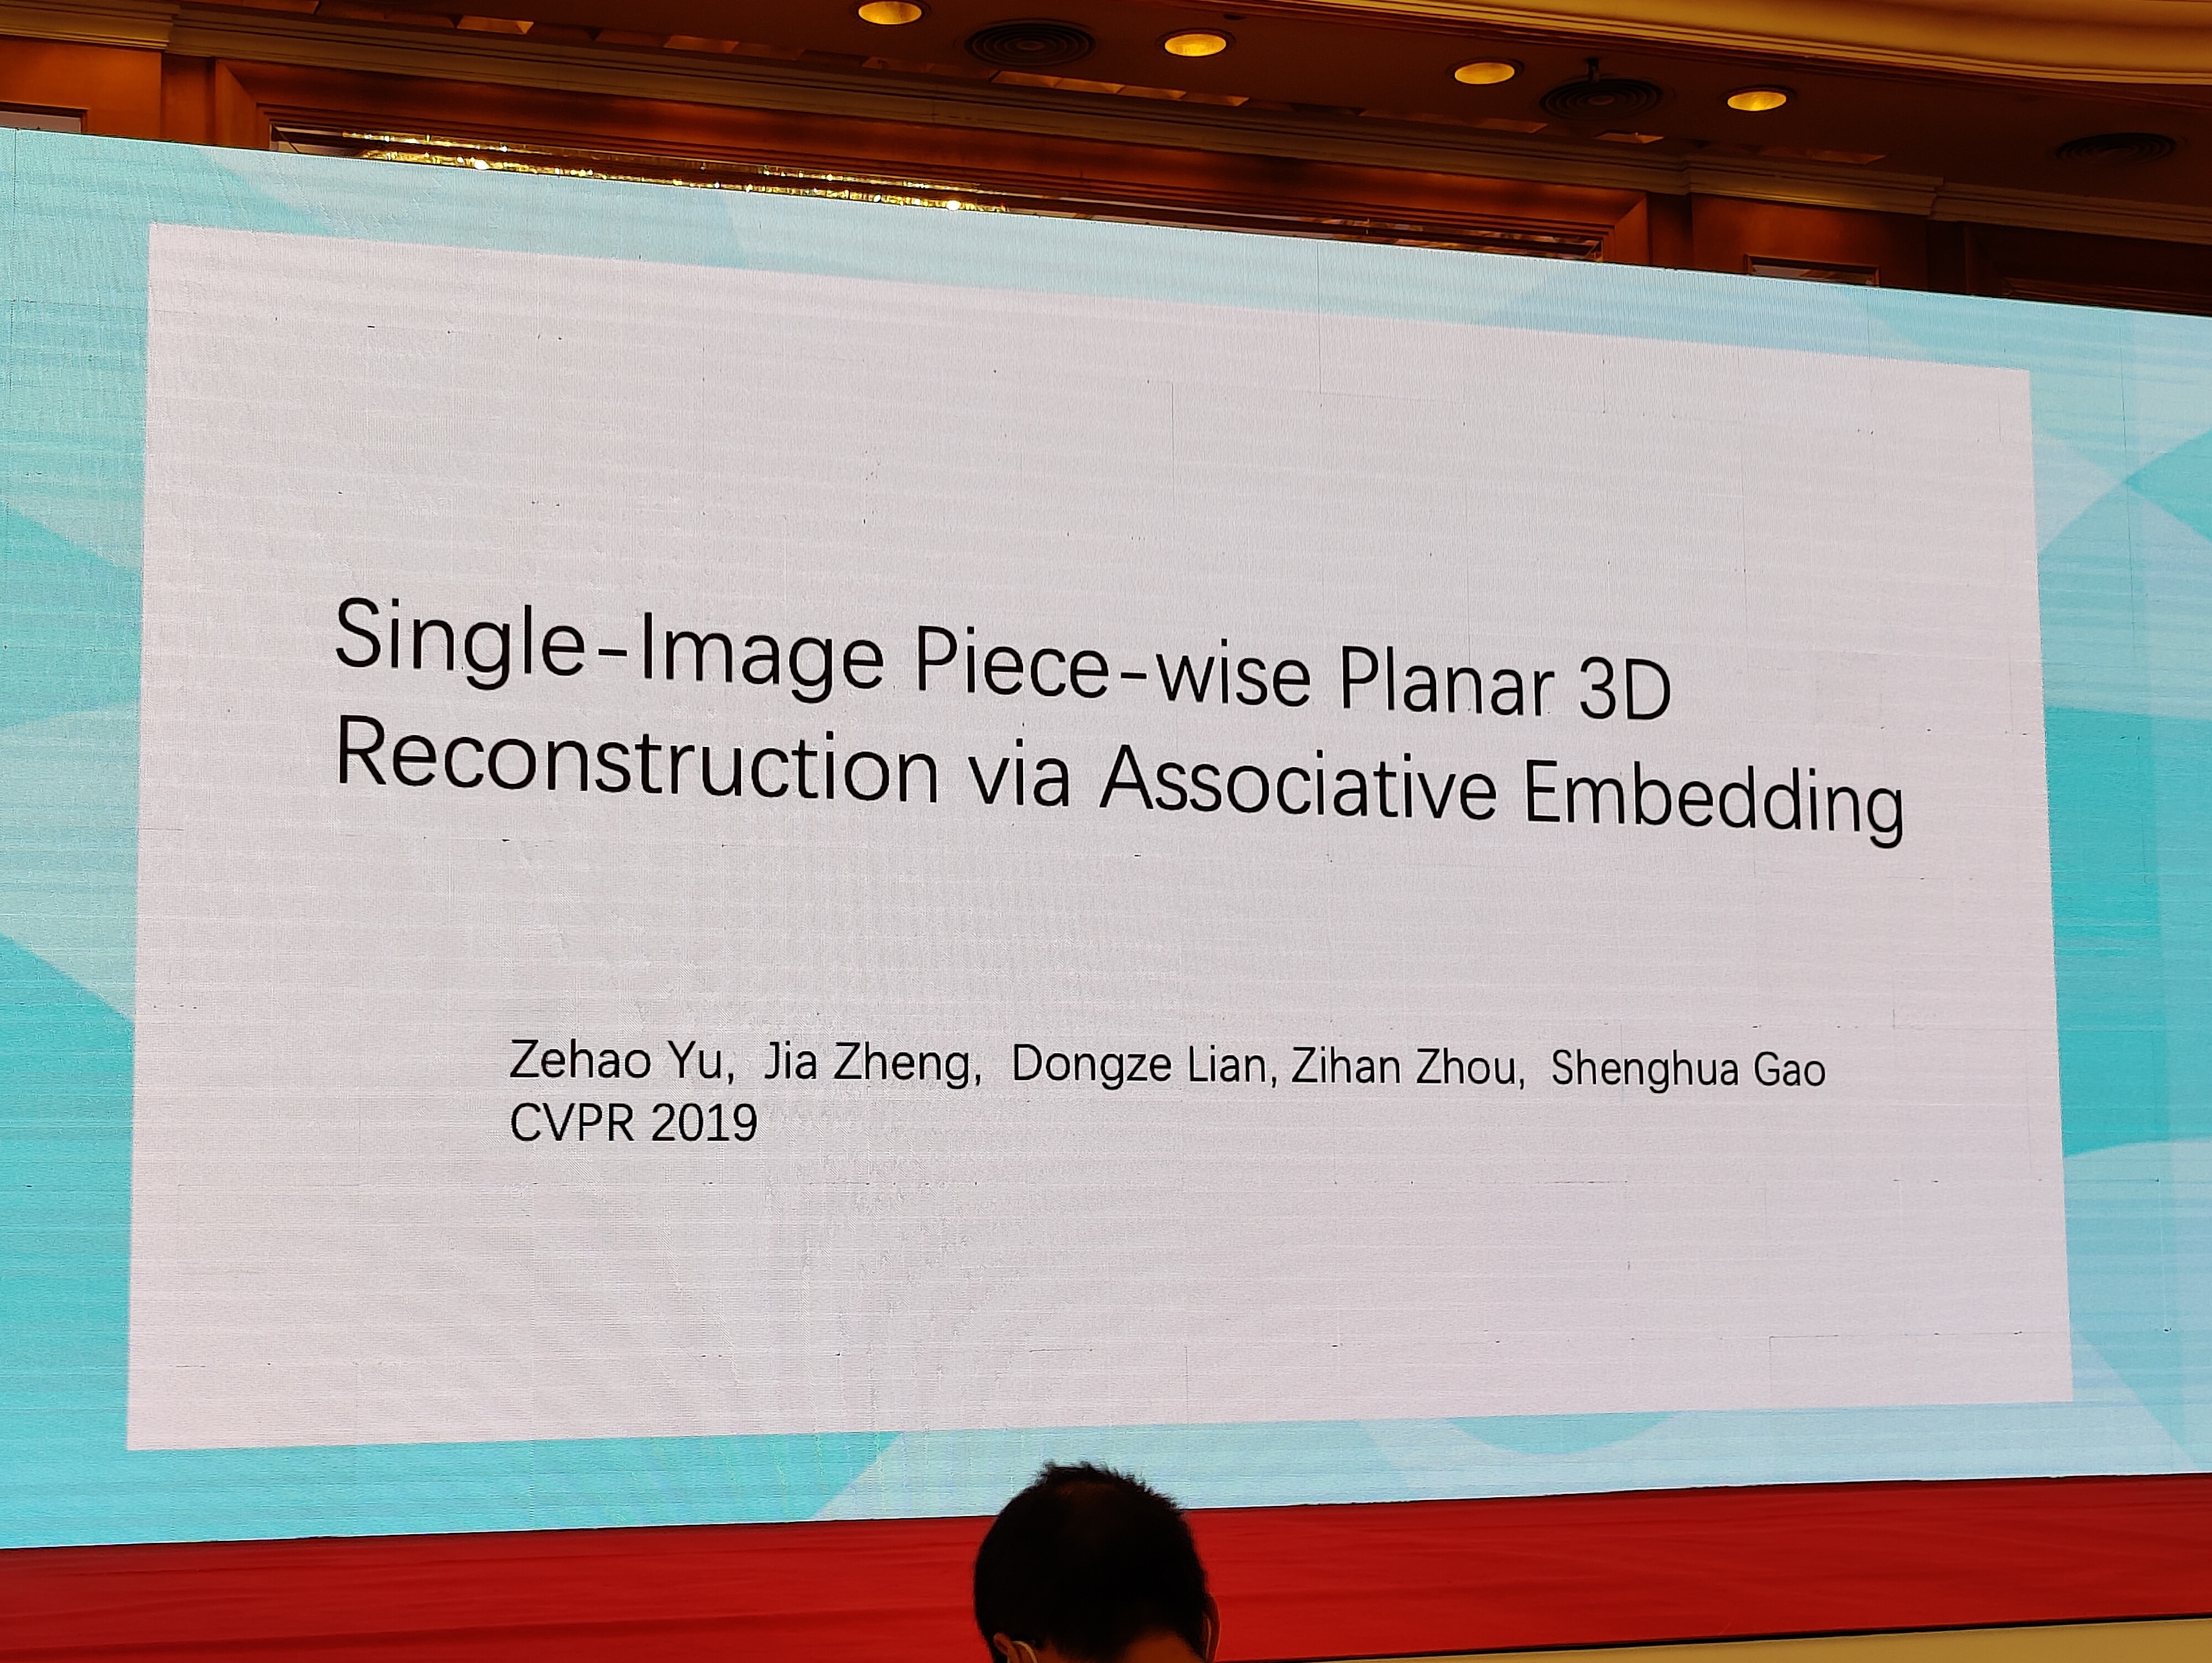 Single-Image Piece-wise Planar 3D
Reconstruction via Associative Embedding
Zehao Yu, Jia Zheng, Dongze Lian, Zihan Zhou, Shenghua Gao
CVPR 2019